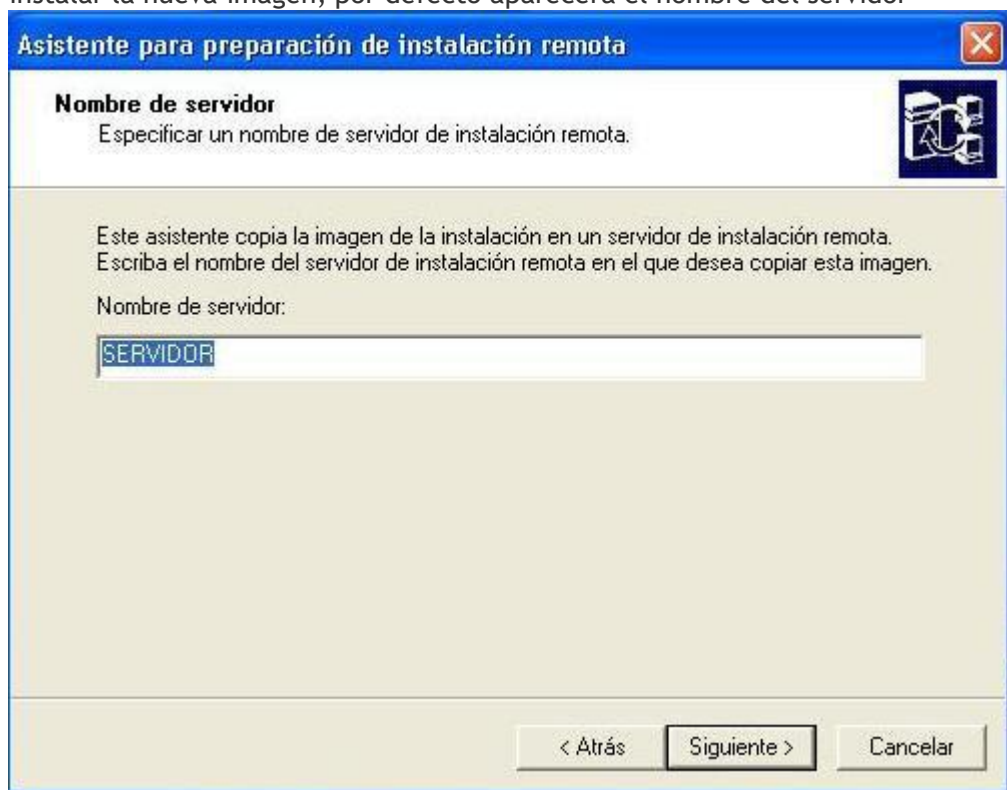 instalar la nueva imagen, por defecto aparecerá el nombre del servidor
Asistente para preparación de instalación remota
Nombre de servidor
Especificar un nombre de servidor de instalación remota.
Este asistente copia la imagen de la instalación en un servidor de instalación remota.
Escriba el nombre del servidor de instalación remota en el que desea copiar esta imagen.
Nombre de servidor:
SERVIDOR
< Atrás
Siguiente >
Cancelar